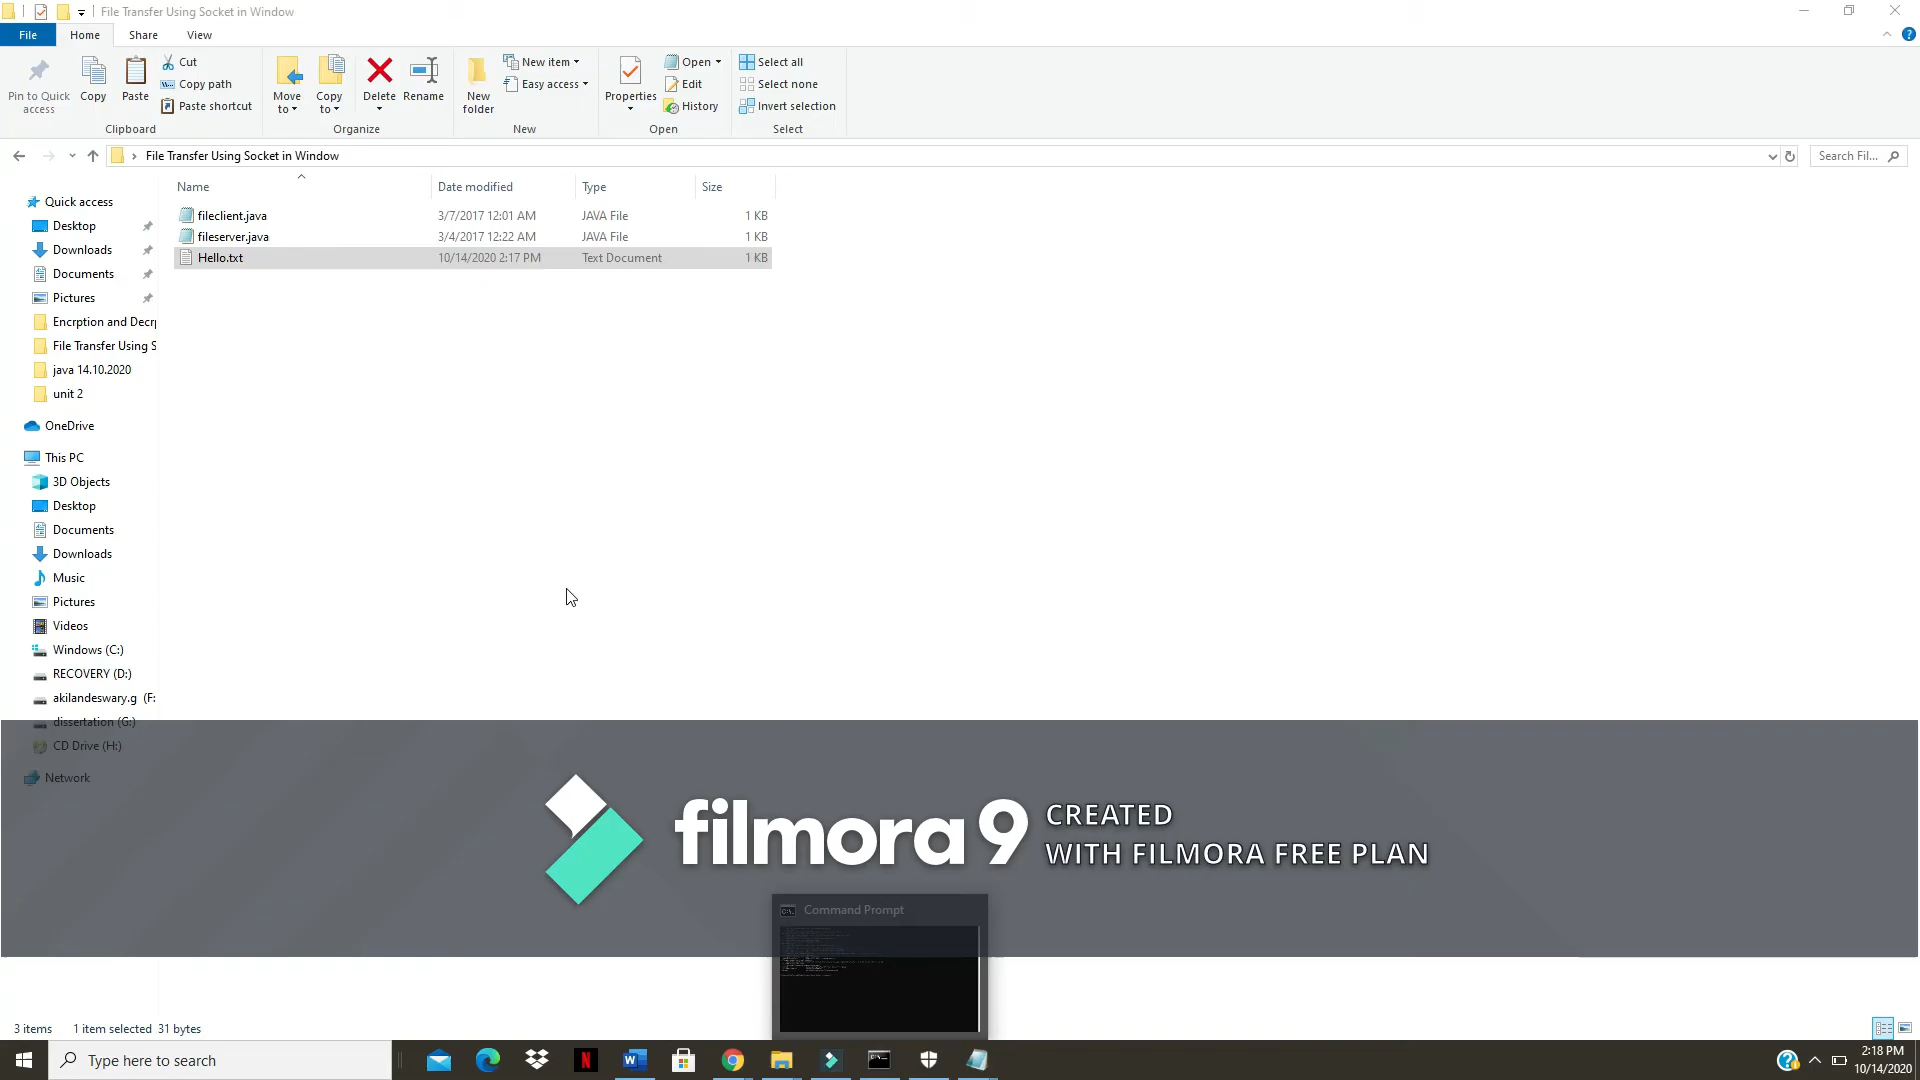 File Transfer Using Socket in Window
File Home Share View
Pin to Quick access
Copy
Paste
Cut
Copy path
Paste shortcut
Clipboard
Move to
Copy to
Delete
Rename
Organize
New folder
New item
Easy access
New
Properties
Open
Edit
History
Open
Select all
Select none
Invert selection
Select
File Transfer Using Socket in Window
Search Fil...
Name Date modified Type Size
fileclient.java 3/7/2017 12:01 AM JAVA File 1 KB
fileserver.java 3/4/2017 12:22 AM JAVA File 1 KB
Hello.txt 10/14/2020 2:17 PM Text Document 1 KB
Quick access
Desktop
Downloads
Documents
Pictures
Encrption and Decrp
File Transfer Using S
java 14.10.2020
unit 2
OneDrive
This PC
3D Objects
Desktop
Documents
Downloads
Music
Pictures
Videos
Windows (C:)
RECOVERY (D:)
akilandeswary.g (F:
dissertation (G:)
CD Drive (H:)
Network
filmora 9
CREATED
WITH FILMORA FREE PLAN
Command Prompt
3 items 1 item selected 31 bytes
Type here to search
2:18 PM
10/14/2020